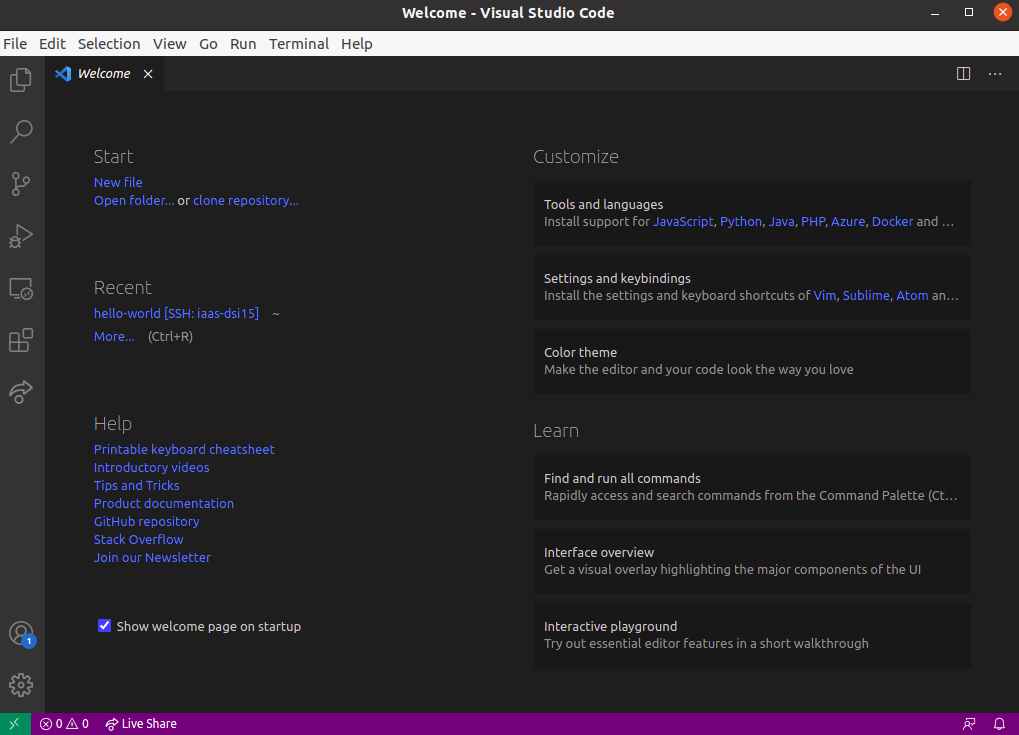 Welcome - Visual Studio Code
File Edit Selection View Go Run Terminal Help
Welcome
Start
New file
Open folder... or clone repository...
Recent
hello-world [SSH: iaas-dsi15] ~
More... (Ctrl+R)
Help
Printable keyboard cheatsheet
Introductory videos
Tips and Tricks
Product documentation
GitHub repository
Stack Overflow
Join our Newsletter
Show welcome page on startup
Customize
Tools and languages
Install support for JavaScript, Python, Java, PHP, Azure, Docker and ...
Settings and keybindings
Install the settings and keyboard shortcuts of Vim, Sublime, Atom an...
Color theme
Make the editor and your code look the way you love
Learn
Find and run all commands
Rapidly access and search commands from the Command Palette (Ct...
Interface overview
Get a visual overlay highlighting the major components of the UI
Interactive playground
Try out essential editor features in a short walkthrough
1
0 0 Live Share